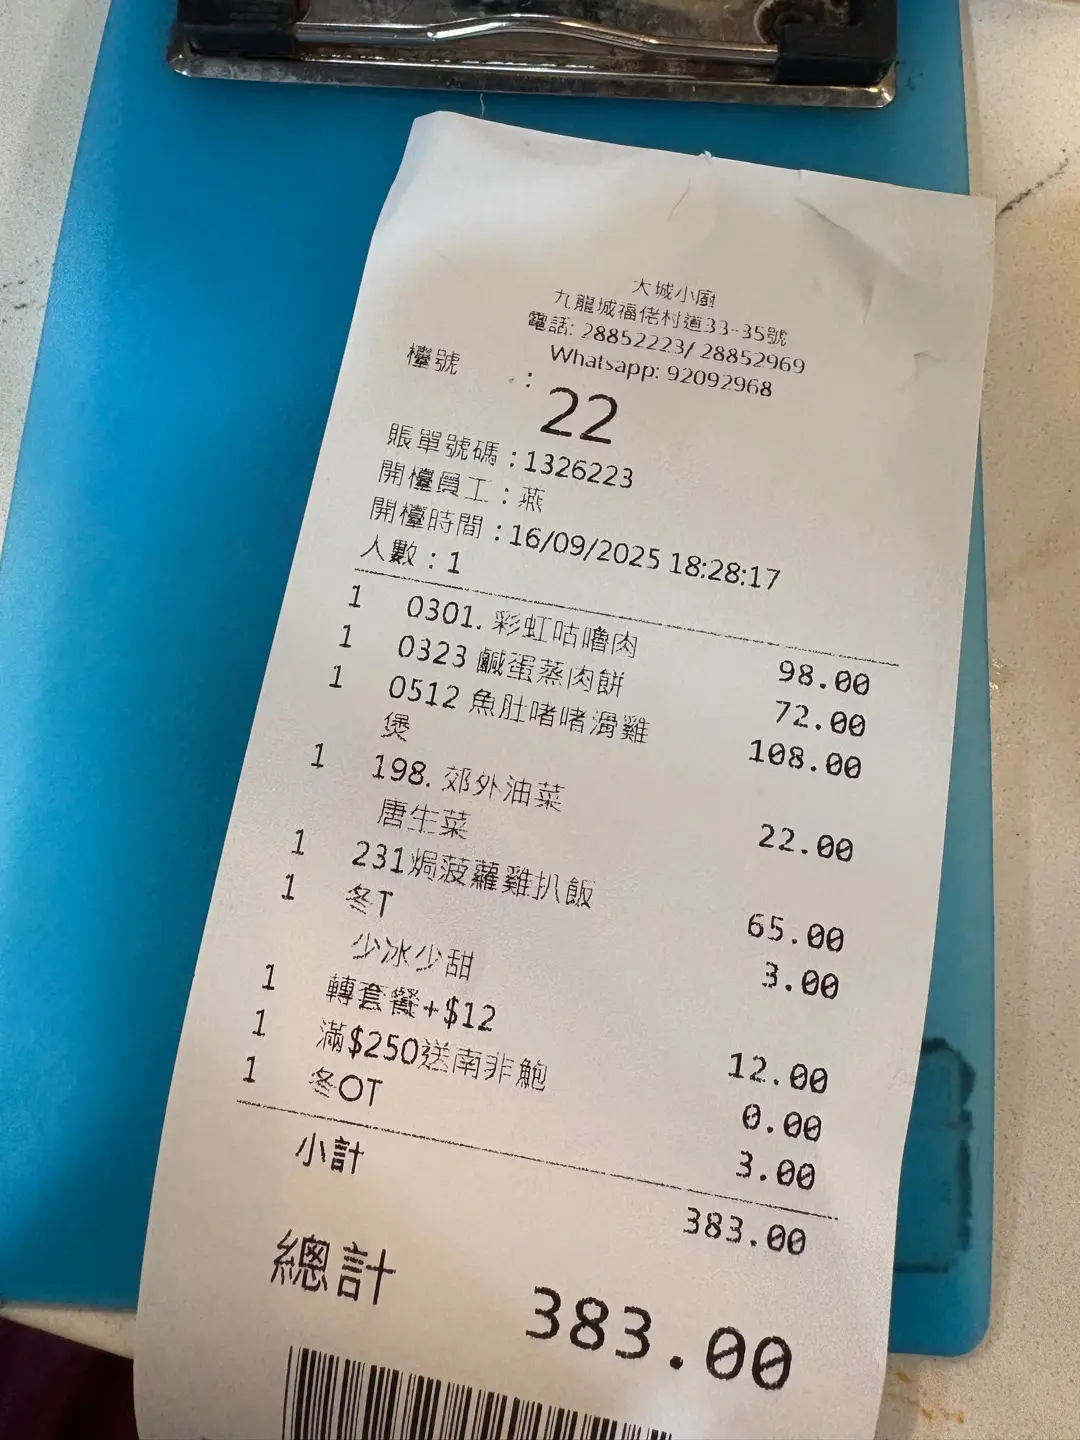 大城小廚
九龍城福佬村道33-35號
電話: 28852223/ 28852969
Whatsapp: 92092968
檯號 : 22
賬單號碼 : 1326223
開檯員工 : 燕
開檯時間 : 16/09/2025 18:28:17
人數 : 1
1 0301. 彩虹咕嚕肉 98.00
1 0323 鹹蛋蒸肉餅 72.00
1 0512 魚肚啫啫滑雞 108.00
煲
1 198. 郊外油菜 22.00
唐生菜
1 231焗菠蘿雞扒飯 65.00
1 冬T 3.00
少冰少甜
1 轉套餐+$12 12.00
1 滿$250送南非鮑 0.00
1 冬OT 3.00
小計 383.00
總計 383.00